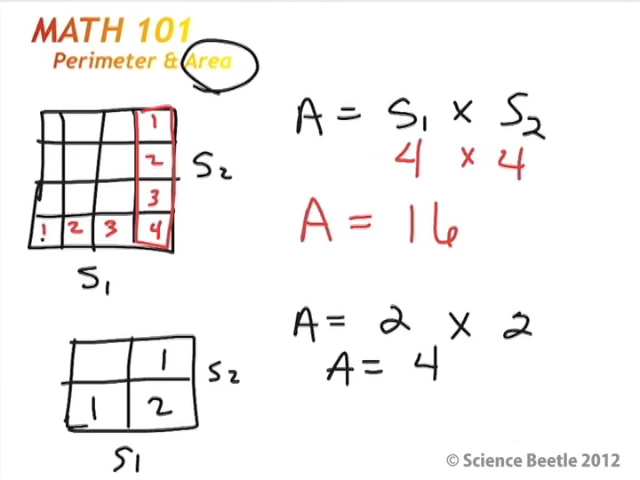 MATH 101
Perimeter & Area
A = S1 x S2
4 x 4
A = 16
1
2
3
1 2 3 4
S2
S1
A = 2 x 2
A = 4
1
1 2
S2
S1
© Science Beetle 2012